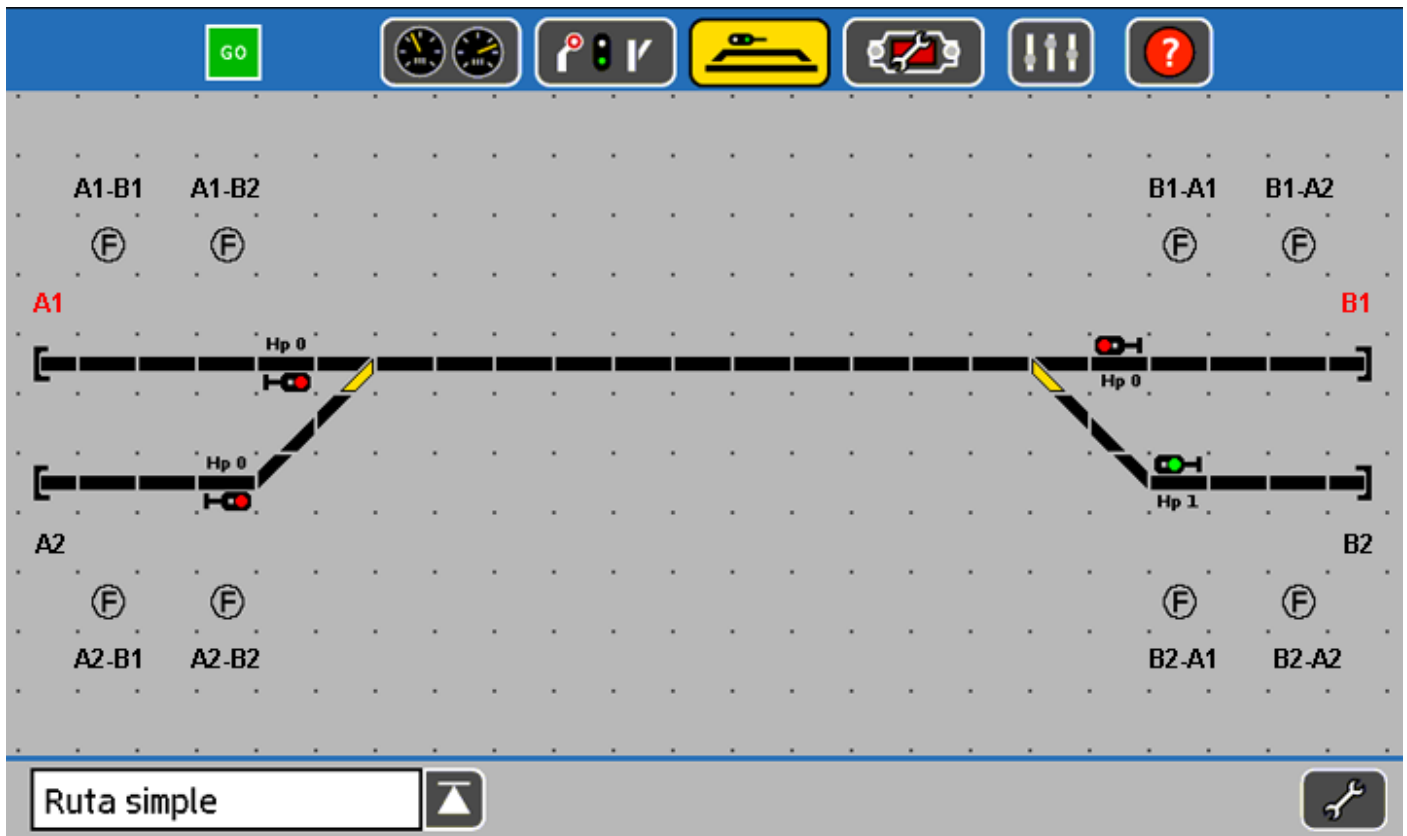 GO
?
A1-B1 A1-B2 B1-A1 B1-A2
F F F F
A1 B1
Hp 0
Hp 0
Hp 0
Hp 1
A2 B2
F F F F
A2-B1 A2-B2 B2-A1 B2-A2
Ruta simple